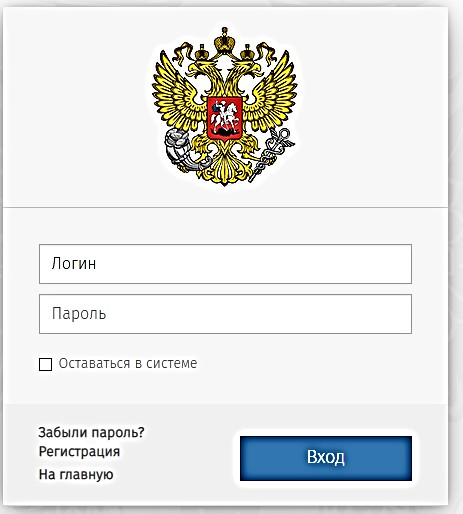 Логин
Пароль
Оставаться в системе
Забыли пароль?
Регистрация
На главную
Вход